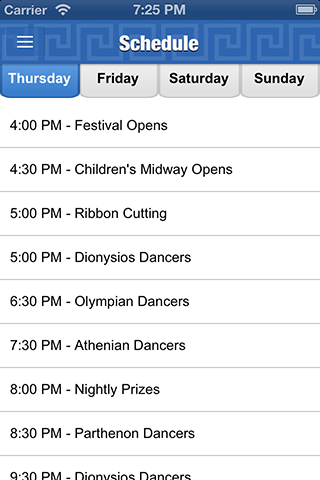 Carrier 7:25 PM
Schedule
Thursday Friday Saturday Sunday
4:00 PM - Festival Opens
4:30 PM - Children's Midway Opens
5:00 PM - Ribbon Cutting
5:00 PM - Dionysios Dancers
6:30 PM - Olympian Dancers
7:30 PM - Athenian Dancers
8:00 PM - Nightly Prizes
8:30 PM - Parthenon Dancers
9:30 PM - Dionysios Dancers